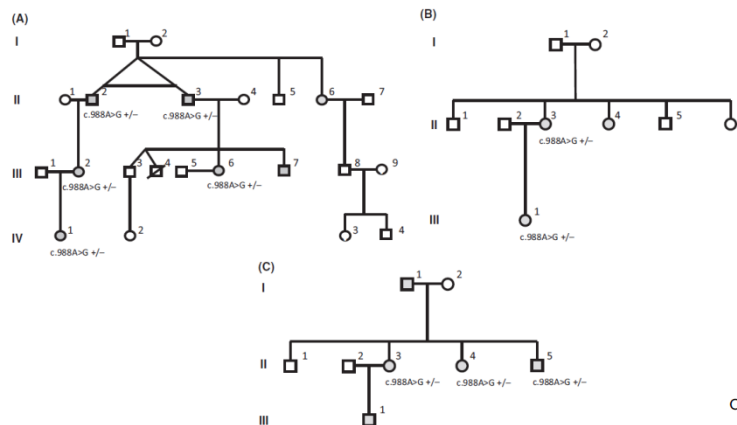 (A)
I
1 2
II
1 2 3 4 5 6 7
c.988A>G +/− c.988A>G +/−
III
1 2 3 4 5 6 7 8 9
c.988A>G +/− c.988A>G +/−
IV
1 2 3 4
c.988A>G +/−
(B)
I
1 2
II
1 2 3 4 5
c.988A>G +/−
III
1
c.988A>G +/−
(C)
I
1 2
II
1 2 3 4 5
c.988A>G +/− c.988A>G +/− c.988A>G +/−
III
1
C